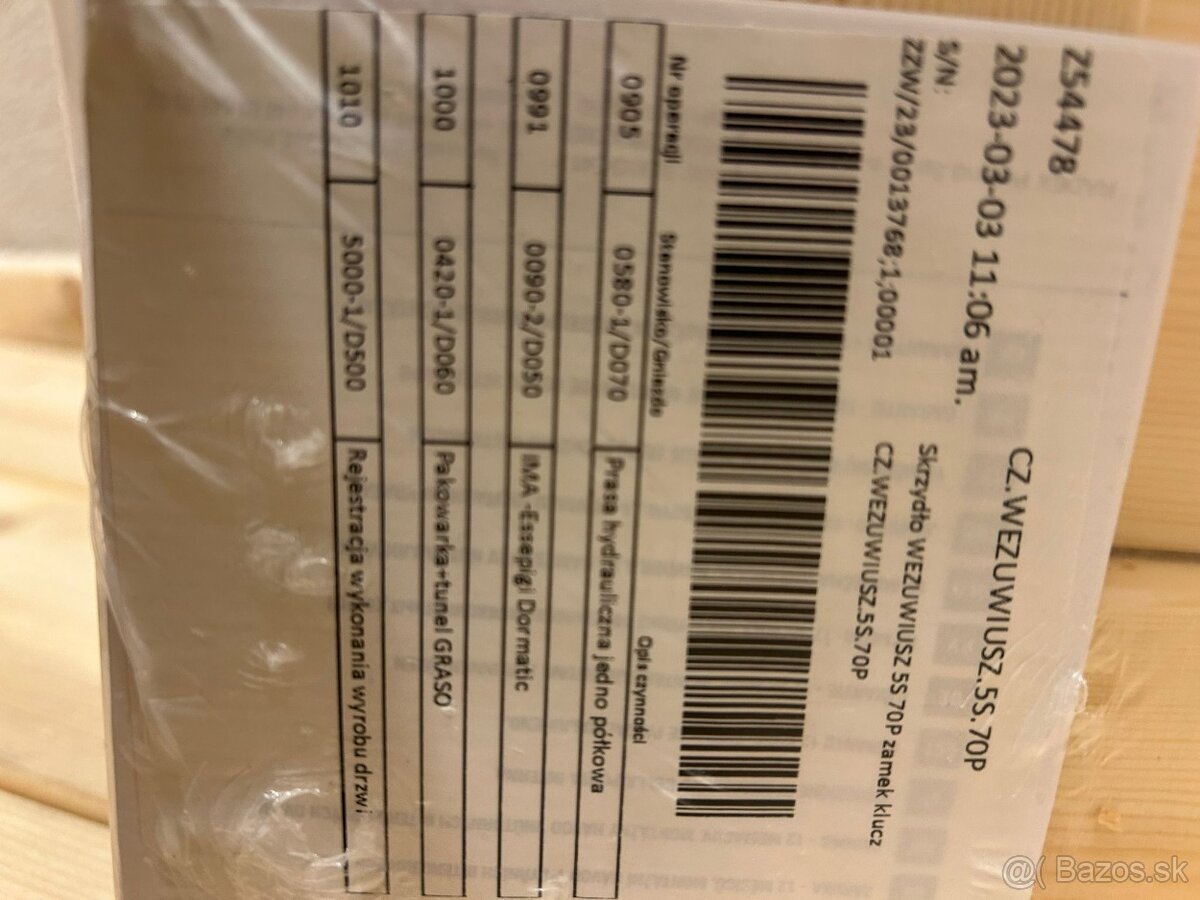 Z54478
2023-03-03 11:06 am.
CZ.WEZUWIUSZ.5S.70P
S/N:
ZZW/23/0013768;1;00001
Skrzydło WEZUWIUSZ 5S 70P zamek klucz
CZ.WEZUWIUSZ.5S.70P
Nr operacji Stanowisko/Gniazdo Opis czynności
0905 0580-1/D070 Prasa hydrauliczna jedno półkowa
0991 0090-2/D050 IMA -Essepigi Dormatic
1000 0420-1/D060 Pakowarka+tunel GRASO
1010 5000-1/D500 Rejestracja wykonania wyrobu drzwi
@( Bazos.sk